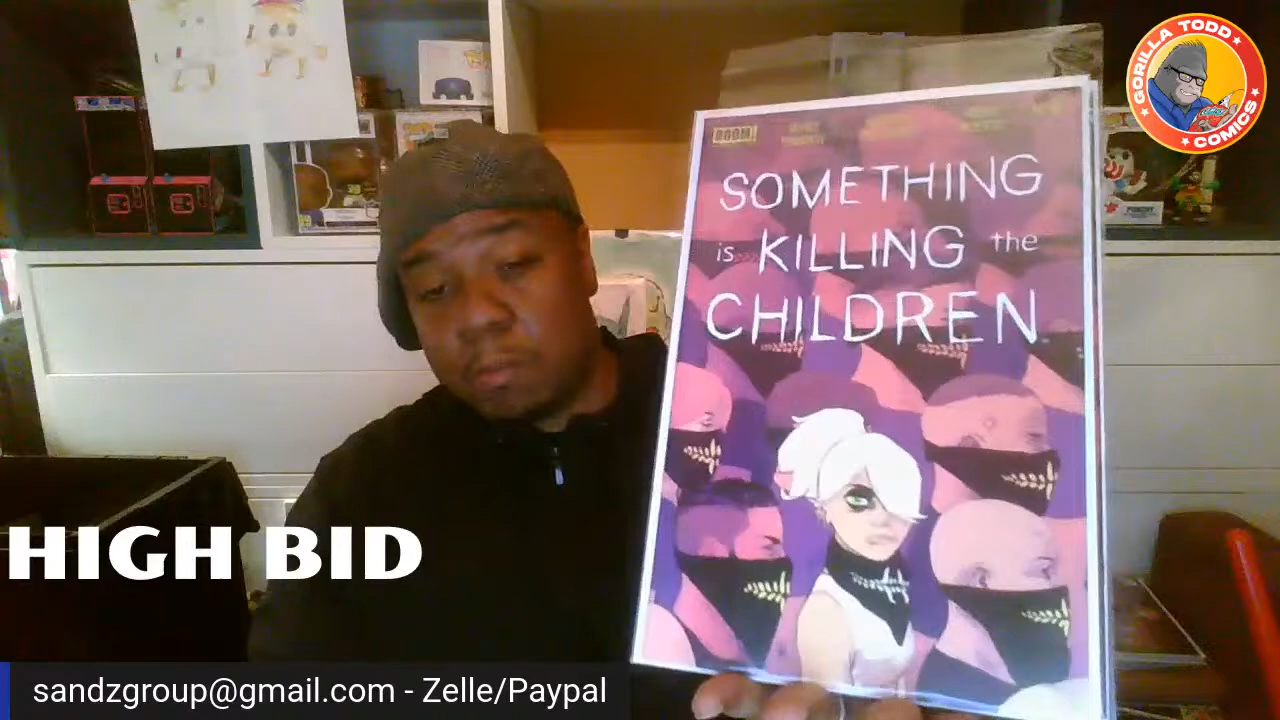 GORILLA TODD
COMICS
BOOM!
SOMETHING
is KILLING the
CHILDREN
HIGH BID
sandzgroup@gmail.com - Zelle/Paypal